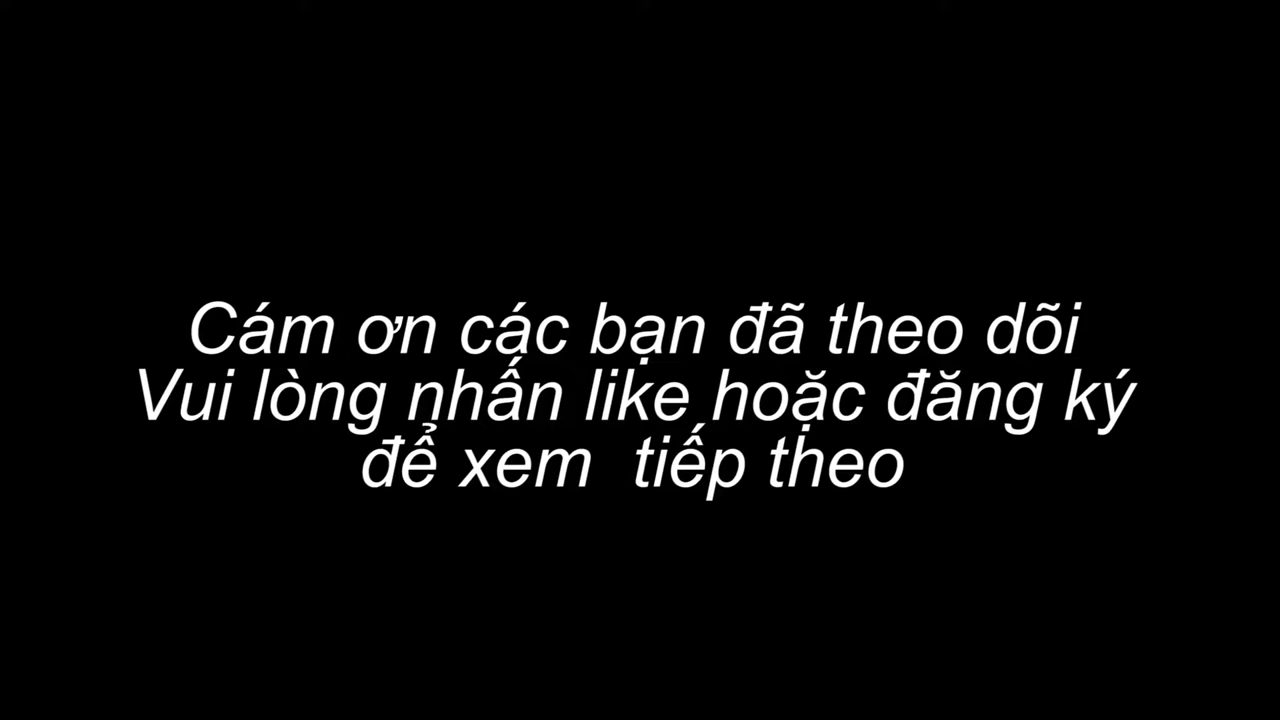 Cám ơn các bạn đã theo dõi
Vui lòng nhấn like hoặc đăng ký
để xem  tiếp theo